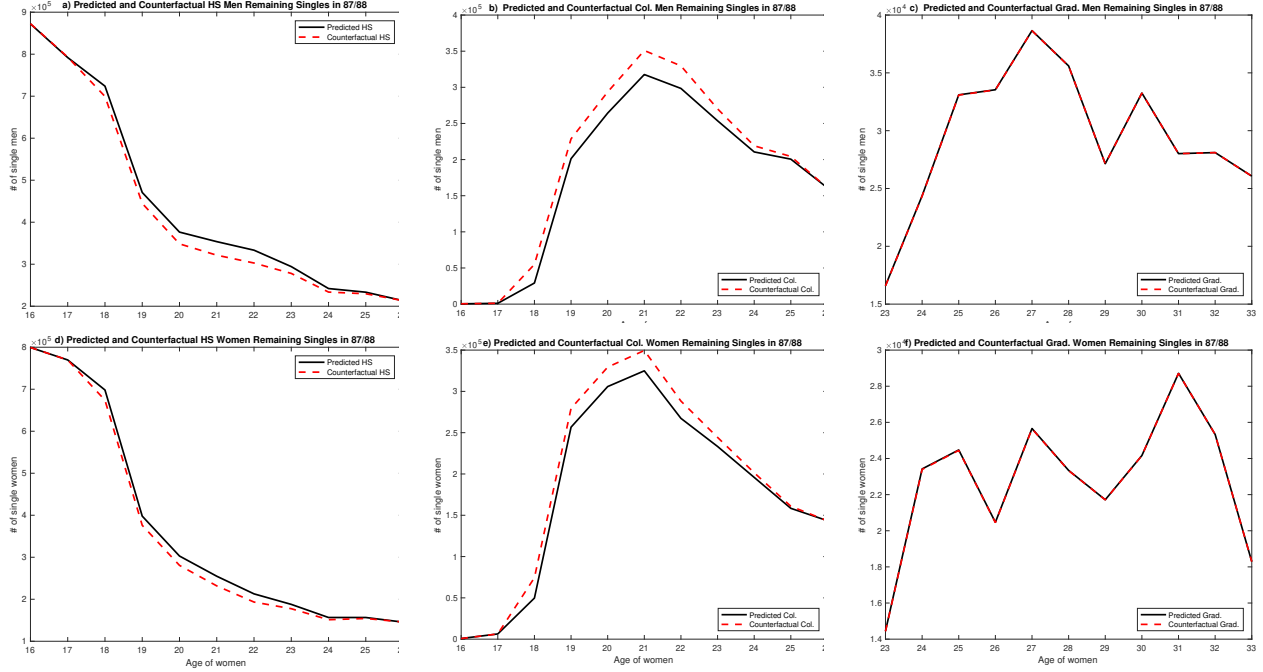 a) Predicted and Counterfactual HS Men Remaining Singles in 87/88
×10⁵
9
8
7
6
5
4
3
2
# of single men
16 17 18 19 20 21 22 23 24 25
Predicted HS
Counterfactual HS
b) Predicted and Counterfactual Col. Men Remaining Singles in 87/88
×10⁵
4
3.5
3
2.5
2
1.5
1
0.5
0
# of single men
16 17 18 19 20 21 22 23 24 25
Age of women
Predicted Col.
Counterfactual Col.
c) Predicted and Counterfactual Grad. Men Remaining Singles in 87/88
×10⁴
4
3.5
3
2.5
2
1.5
# of single men
23 24 25 26 27 28 29 30 31 32 33
Predicted Grad.
Counterfactual Grad.
d) Predicted and Counterfactual HS Women Remaining Singles in 87/88
×10⁵
8
7
6
5
4
3
2
1
# of single women
16 17 18 19 20 21 22 23 24 25
Age of women
Predicted HS
Counterfactual HS
e) Predicted and Counterfactual Col. Women Remaining Singles in 87/88
3.5
3
2.5
2
1.5
1
0.5
0
# of single women
16 17 18 19 20 21 22 23 24 25
Age of women
Predicted Col.
Counterfactual Col.
f) Predicted and Counterfactual Grad. Women Remaining Singles in 87/88
3
2.8
2.6
2.4
2.2
2
1.8
1.6
1.4
# of single women
23 24 25 26 27 28 29 30 31 32 33
Age of women
Predicted Grad.
Counterfactual Grad.